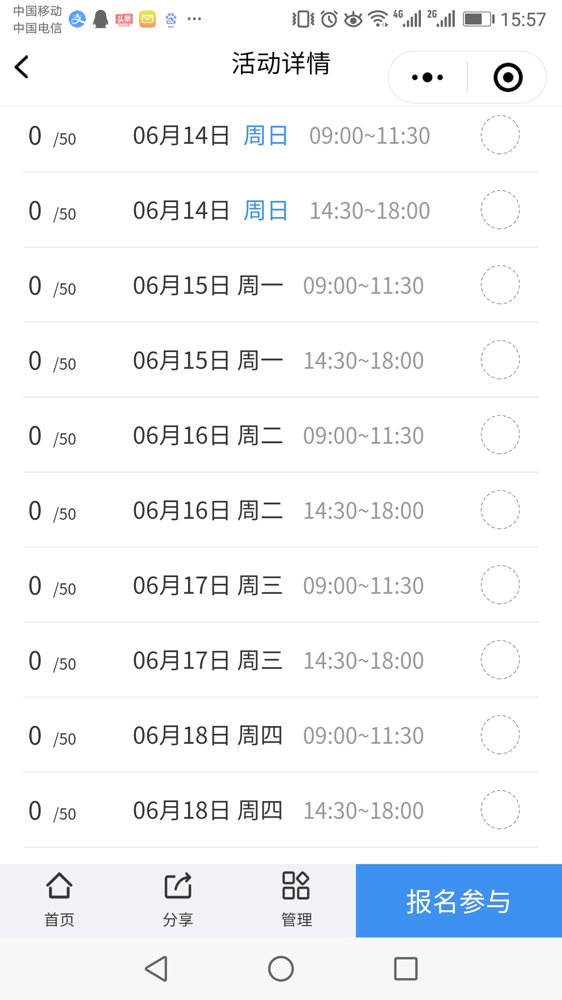 中国移动
中国电信
4G 2G 15:57
活动详情
0 /50 06月14日 周日 09:00~11:30
0 /50 06月14日 周日 14:30~18:00
0 /50 06月15日 周一 09:00~11:30
0 /50 06月15日 周一 14:30~18:00
0 /50 06月16日 周二 09:00~11:30
0 /50 06月16日 周二 14:30~18:00
0 /50 06月17日 周三 09:00~11:30
0 /50 06月17日 周三 14:30~18:00
0 /50 06月18日 周四 09:00~11:30
0 /50 06月18日 周四 14:30~18:00
首页 分享 管理 报名参与